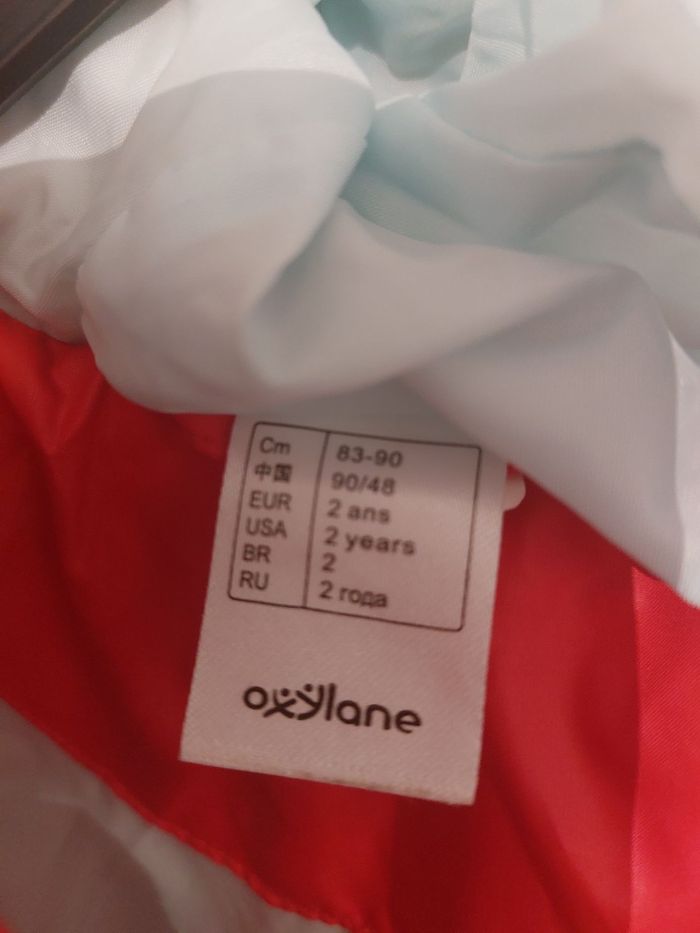 Cm 83-90
中国 90/48
EUR 2 ans
USA 2 years
BR 2
RU 2 года
oxylane